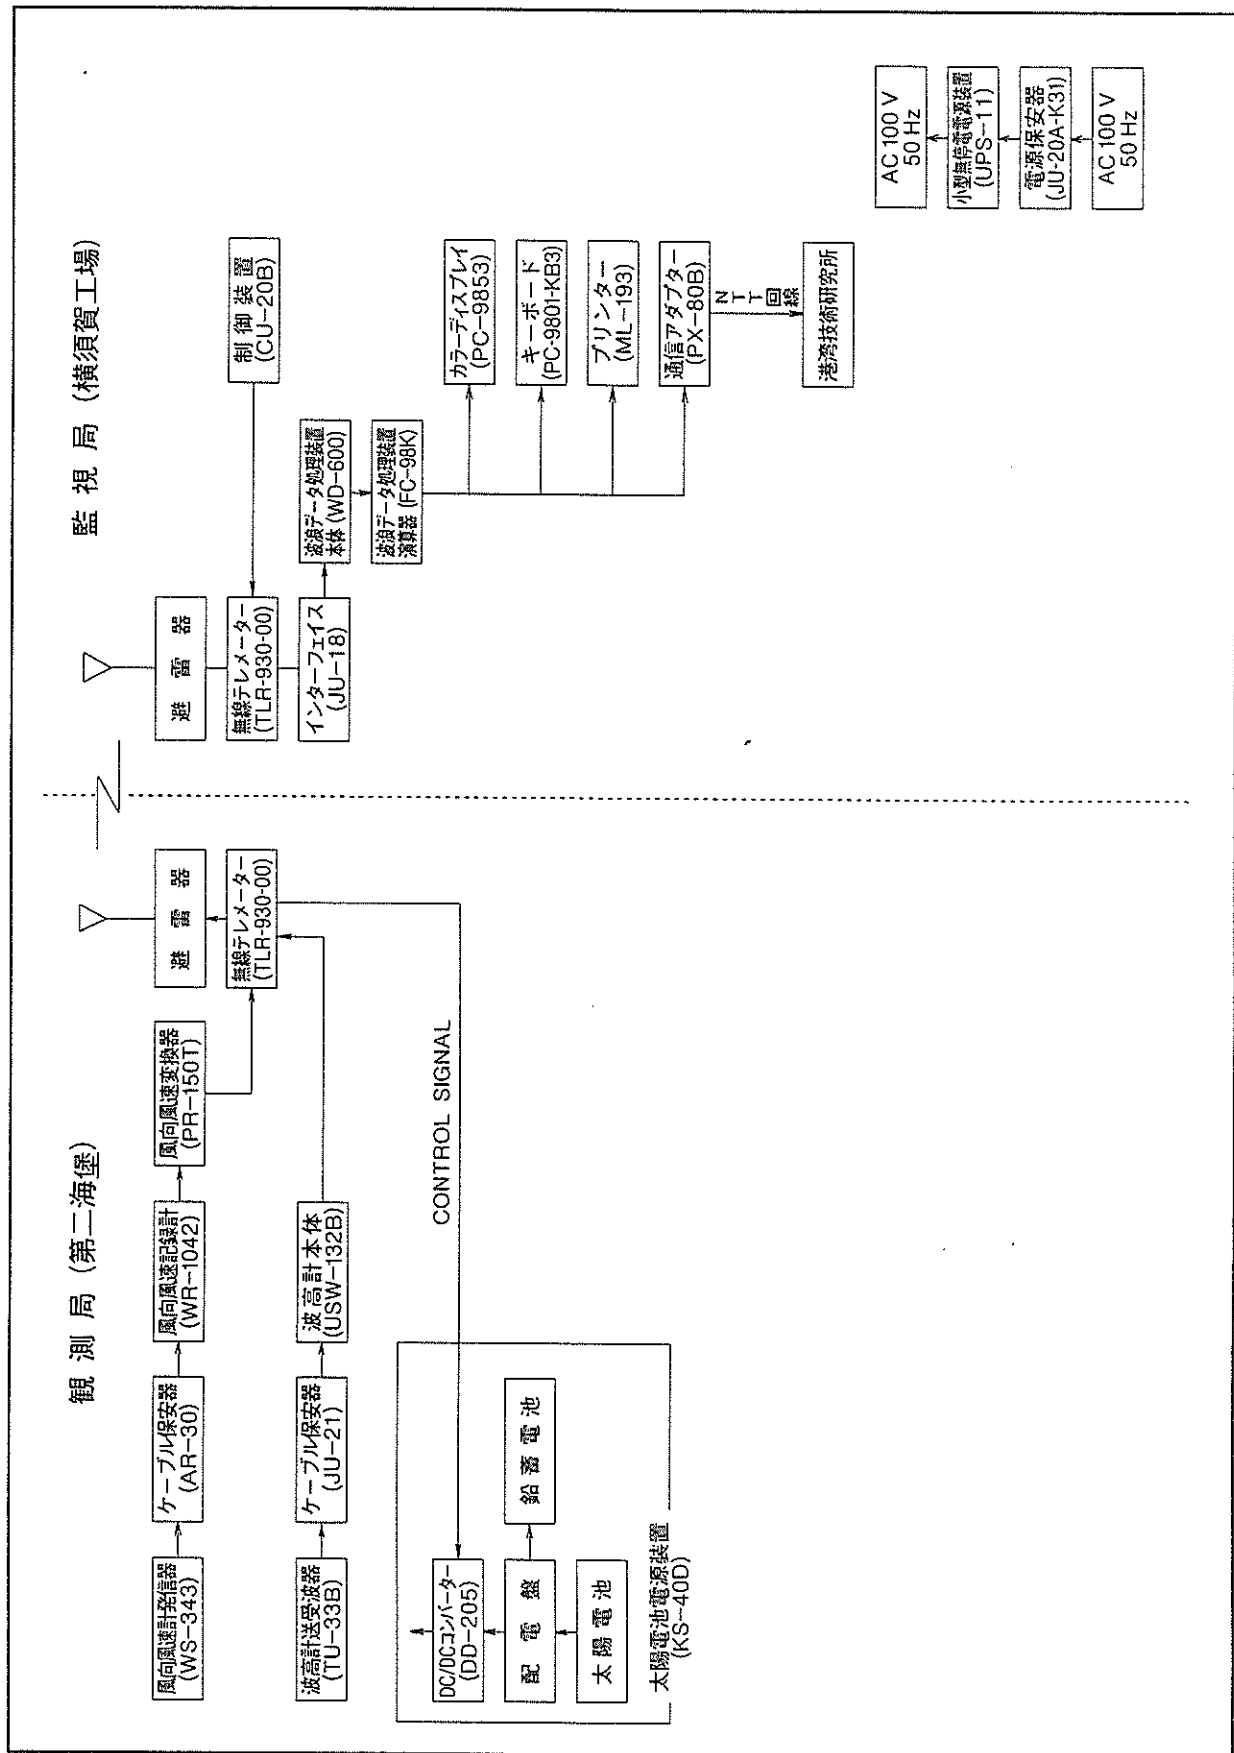 観測局 (第二海堡)
風向風速計発信器
(WS-343)
ケーブル保安器
(AR-30)
風向風速記録計
(WR-1042)
風向風速変換器
(PR-150T)
避雷器
無線テレメーター
(TLR-930-00)
波高計送受波器
(TU-33B)
ケーブル保安器
(JU-21)
波高計本体
(USW-132B)
CONTROL SIGNAL
DC/DCコンバーター
(DD-205)
配電盤
鉛蓄電池
太陽電池
太陽電池電源装置
(KS-40D)
監視局 (横須賀工場)
避雷器
無線テレメーター
(TLR-930-00)
制御装置
(CU-20B)
インターフェイス
(JU-18)
波浪データ処理装置
本体(WD-600)
波浪データ処理装置
演算器 (FC-98K)
カラーディスプレイ
(PC-9853)
キーボード
(PC-9801-KB3)
プリンター
(ML-193)
通信アダプター
(PX-80B)
NTT回線
港湾技術研究所
AC 100 V
50 Hz
小型無停電電源装置
(UPS-11)
電源保安器
(JU-20A-K31)
AC 100 V
50 Hz